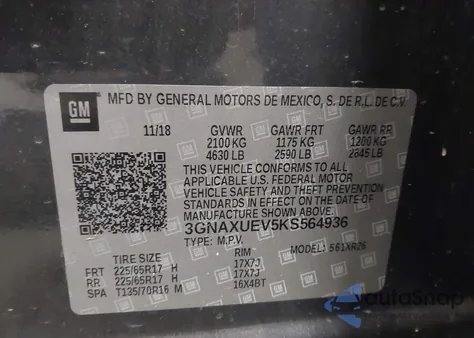 GM
MFD BY GENERAL MOTORS DE MEXICO, S. DE R.L. DE C.V.
11/18 GVWR GAWR FRT GAWR RR
2100 KG 1175 KG 1200 KG
4630 LB 2590 LB 2645 LB
THIS VEHICLE CONFORMS TO ALL
APPLICABLE U.S. FEDERAL MOTOR
VEHICLE SAFETY AND THEFT PREVENTION
STANDARDS IN EFFECT ON THE DATE OF
MANUFACTURE SHOWN ABOVE.
3GNAXUEV5KS564936
TYPE: M.P.V. MODEL: 561XR26
TIRE SIZE RIM
FRT 225/65R17 H 17X7J
RR 225/65R17 H 17X7J
SPA T135/70R16 M 16X4BT
autoSnap